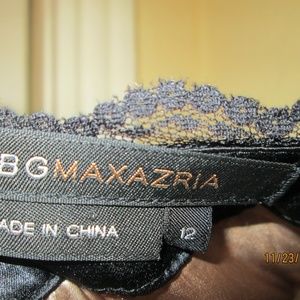 BGMAXAZRIA
ADE IN CHINA
12
11/23/